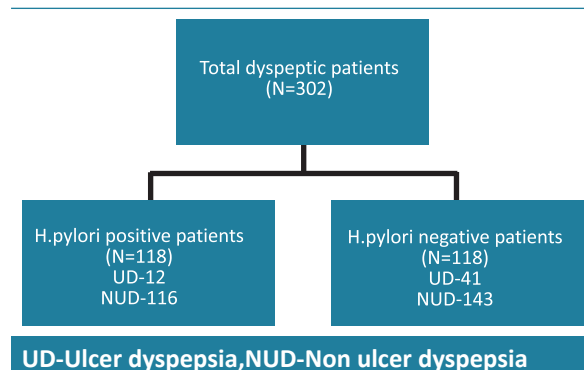 Total dyspeptic patients
(N=302)
H.pylori positive patients
(N=118)
UD-12
NUD-116
H.pylori negative patients
(N=118)
UD-41
NUD-143
UD-Ulcer dyspepsia,NUD-Non ulcer dyspepsia